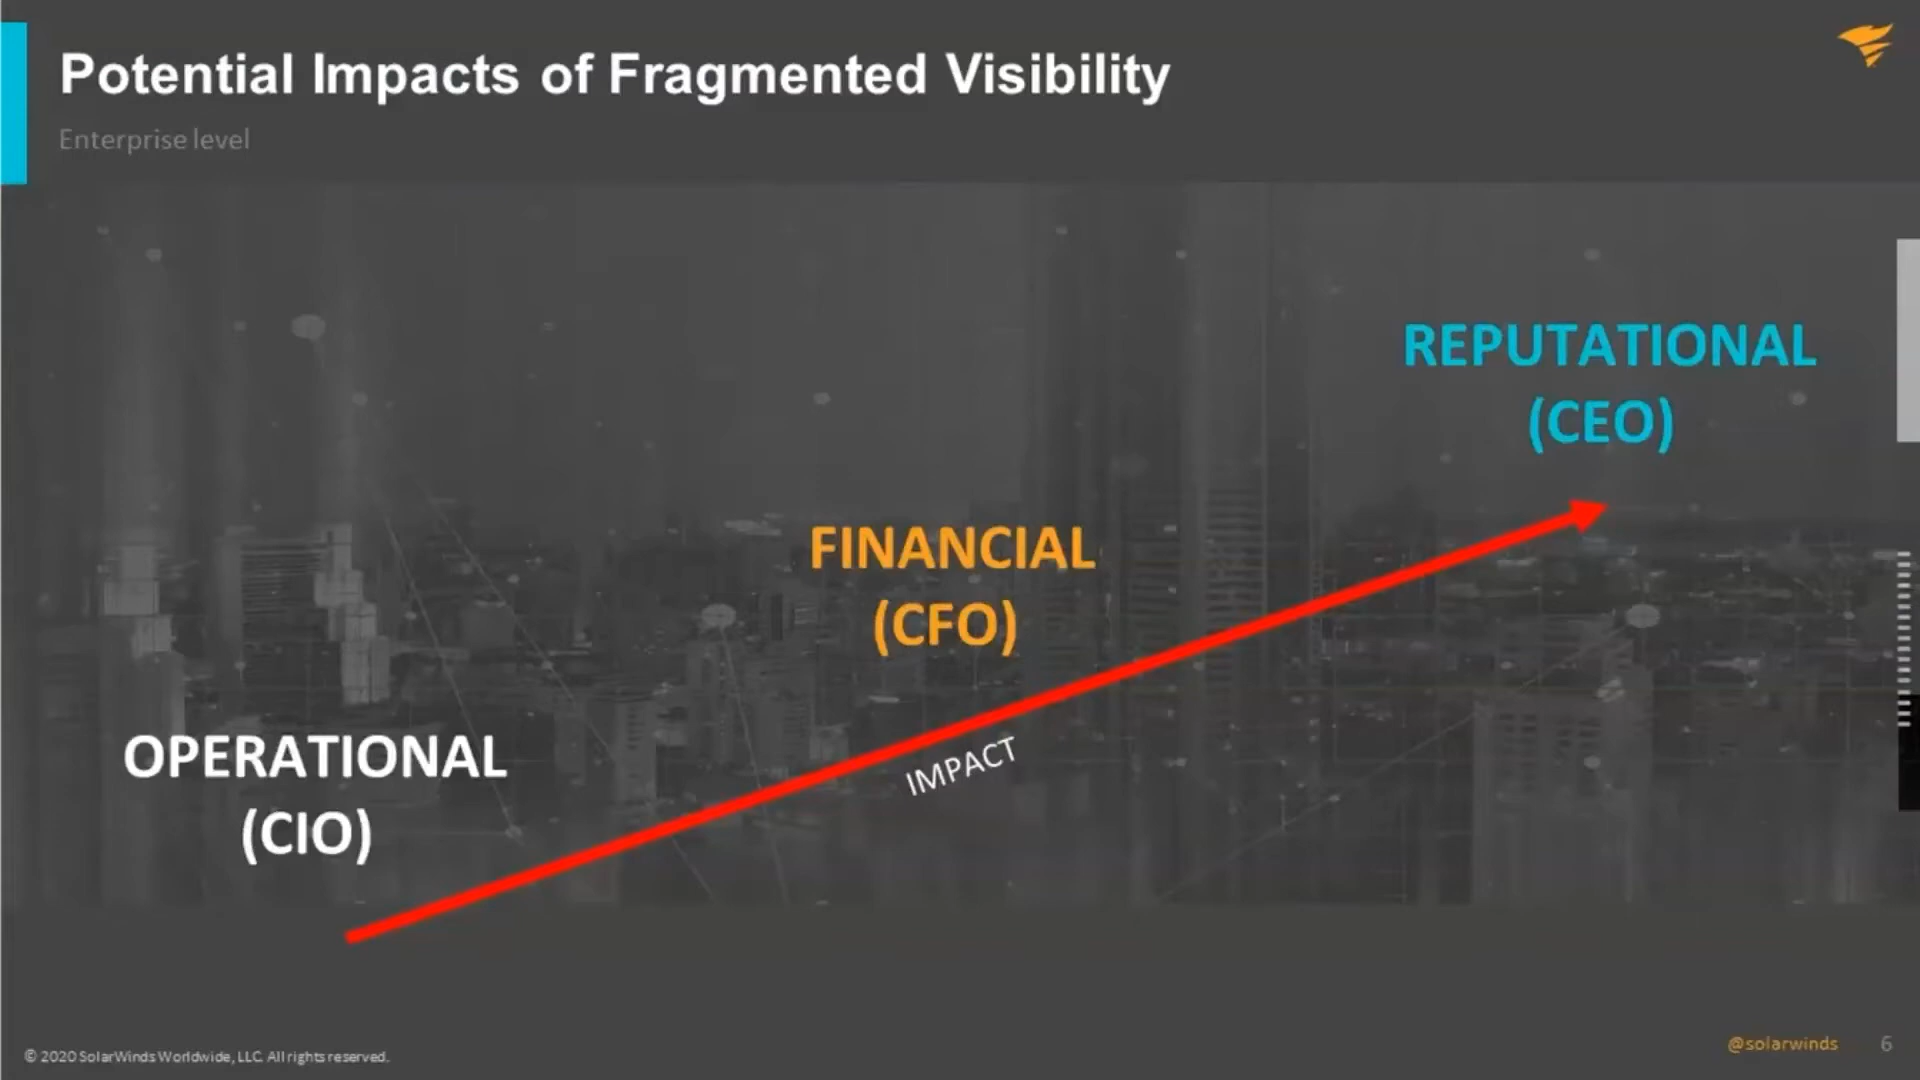 Potential Impacts of Fragmented Visibility
Enterprise level
REPUTATIONAL
(CEO)
FINANCIAL
(CFO)
OPERATIONAL
(CIO)
IMPACT
© 2020 SolarWinds Worldwide, LLC. All rights reserved.
@solarwinds
6